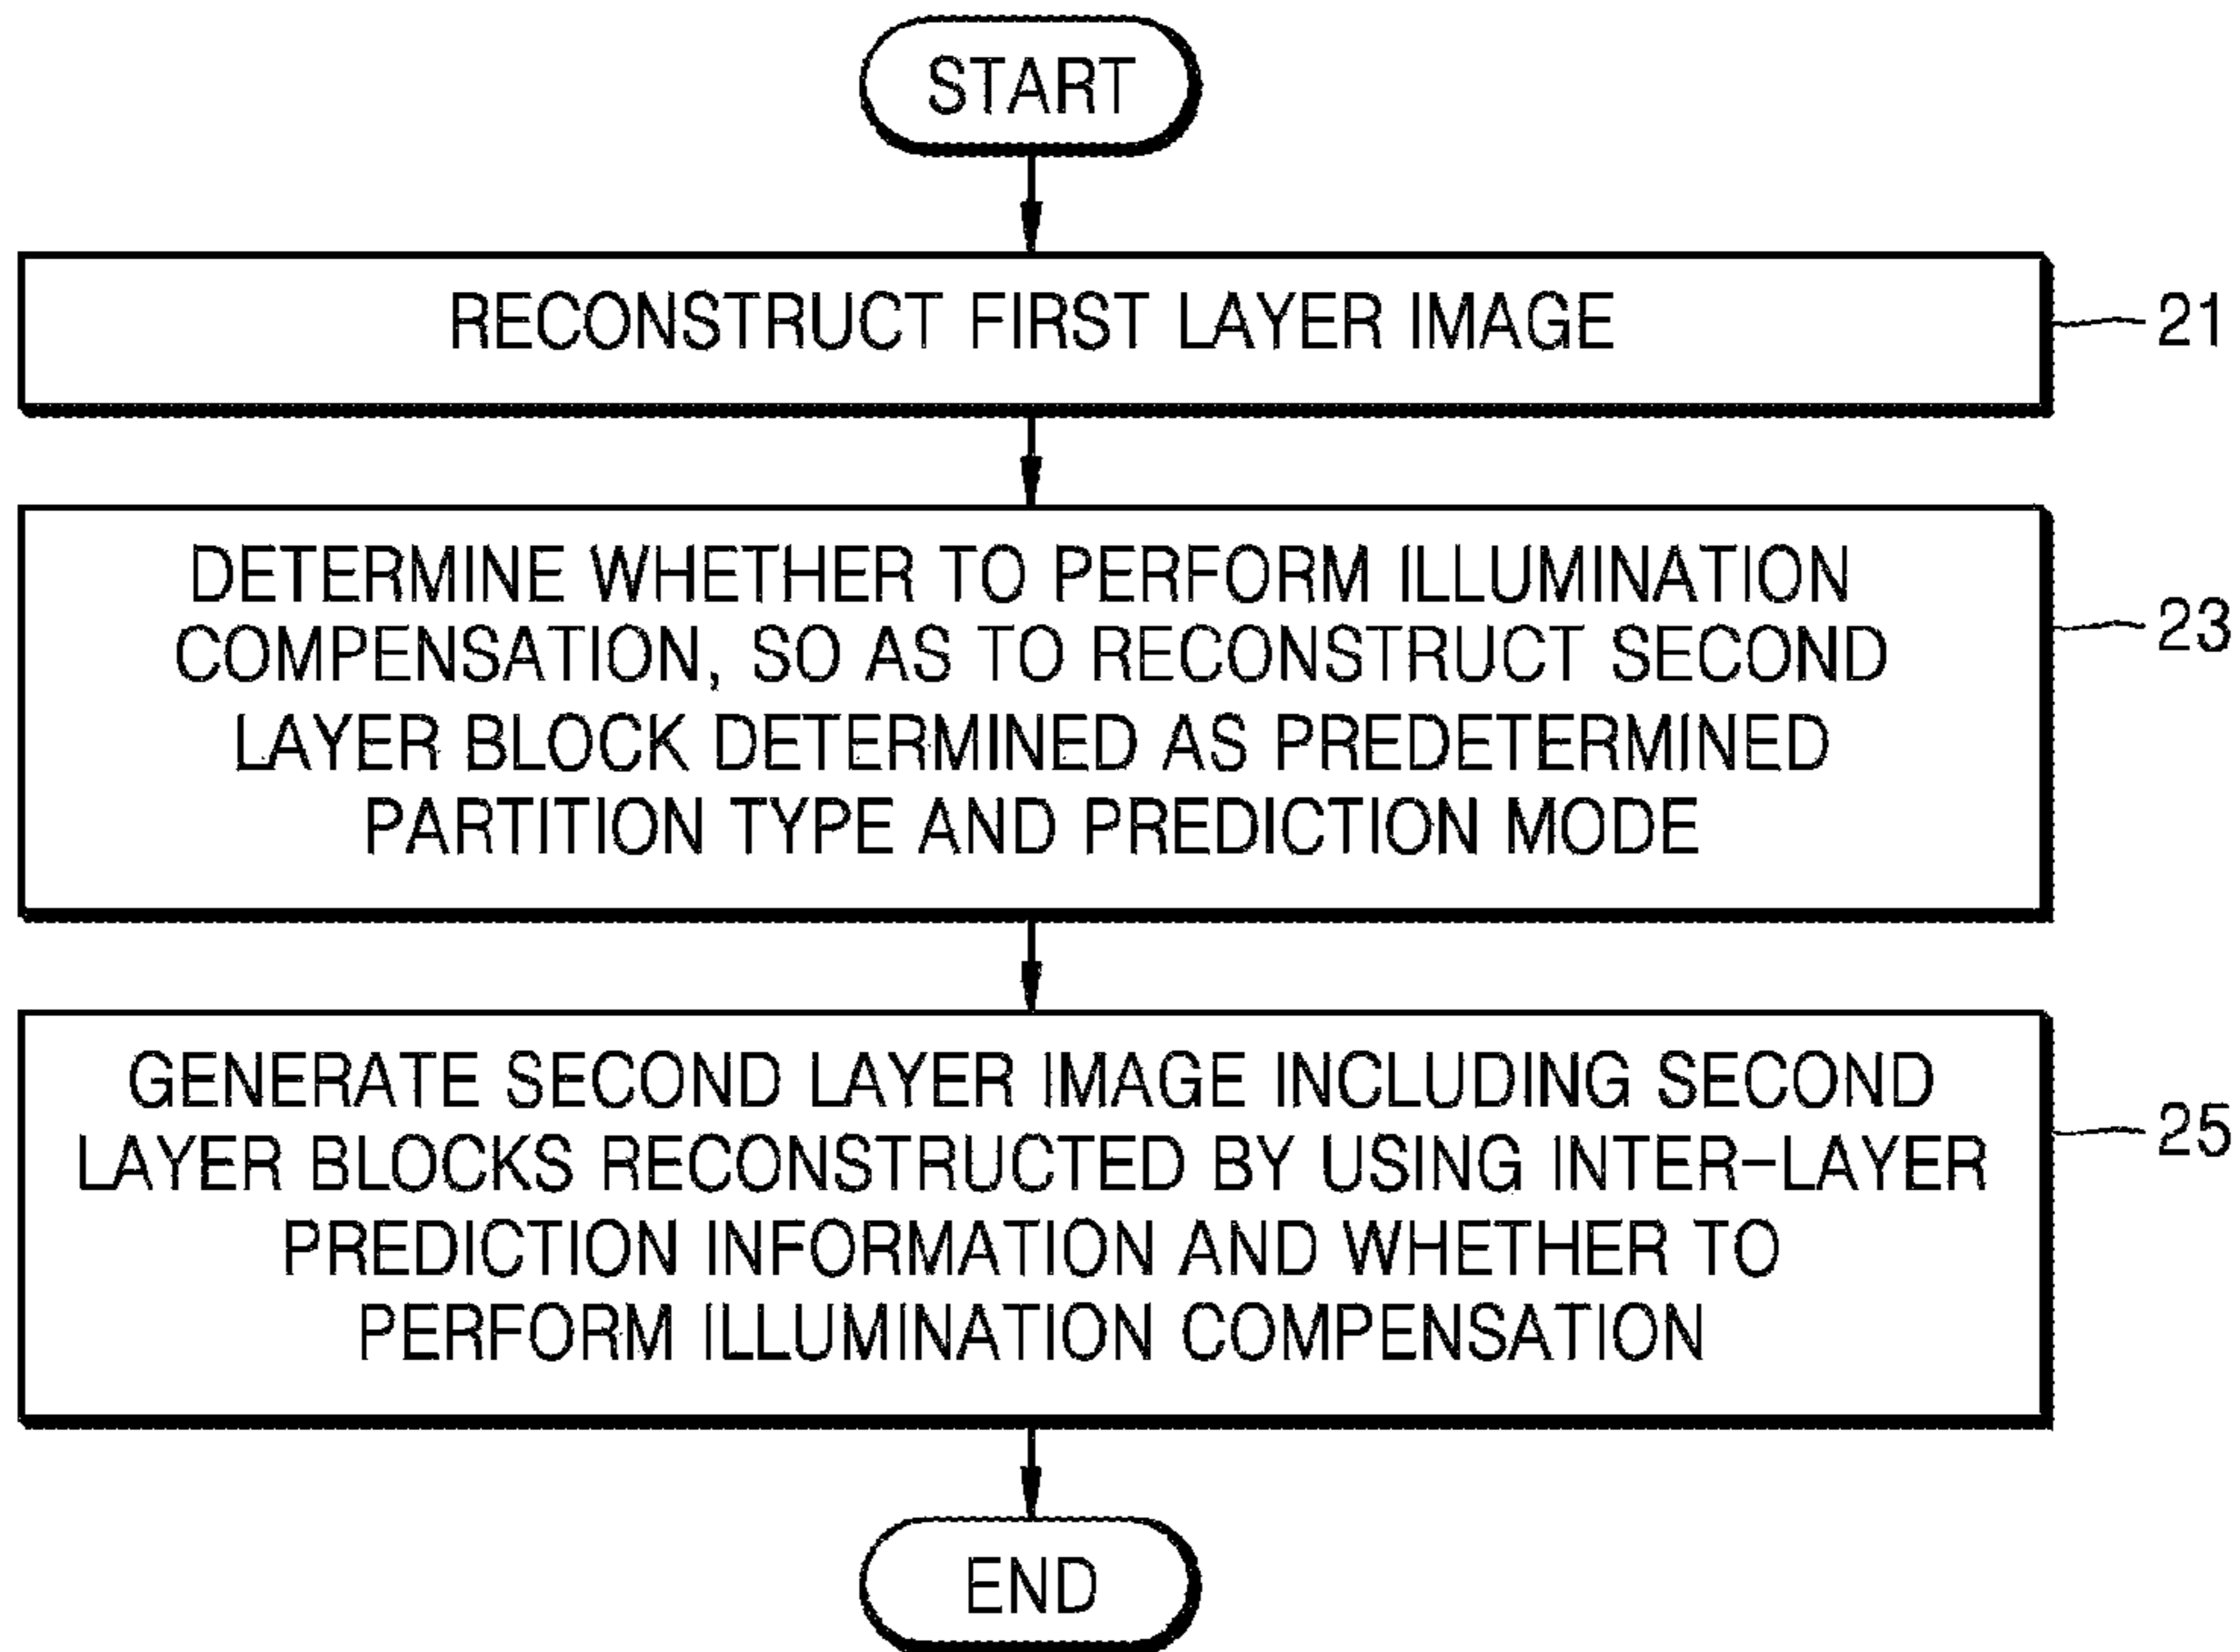 START
RECONSTRUCT FIRST LAYER IMAGE
21
DETERMINE WHETHER TO PERFORM ILLUMINATION
COMPENSATION, SO AS TO RECONSTRUCT SECOND
LAYER BLOCK DETERMINED AS PREDETERMINED
PARTITION TYPE AND PREDICTION MODE
23
GENERATE SECOND LAYER IMAGE INCLUDING SECOND
LAYER BLOCKS RECONSTRUCTED BY USING INTER-LAYER
PREDICTION INFORMATION AND WHETHER TO
PERFORM ILLUMINATION COMPENSATION
25
END